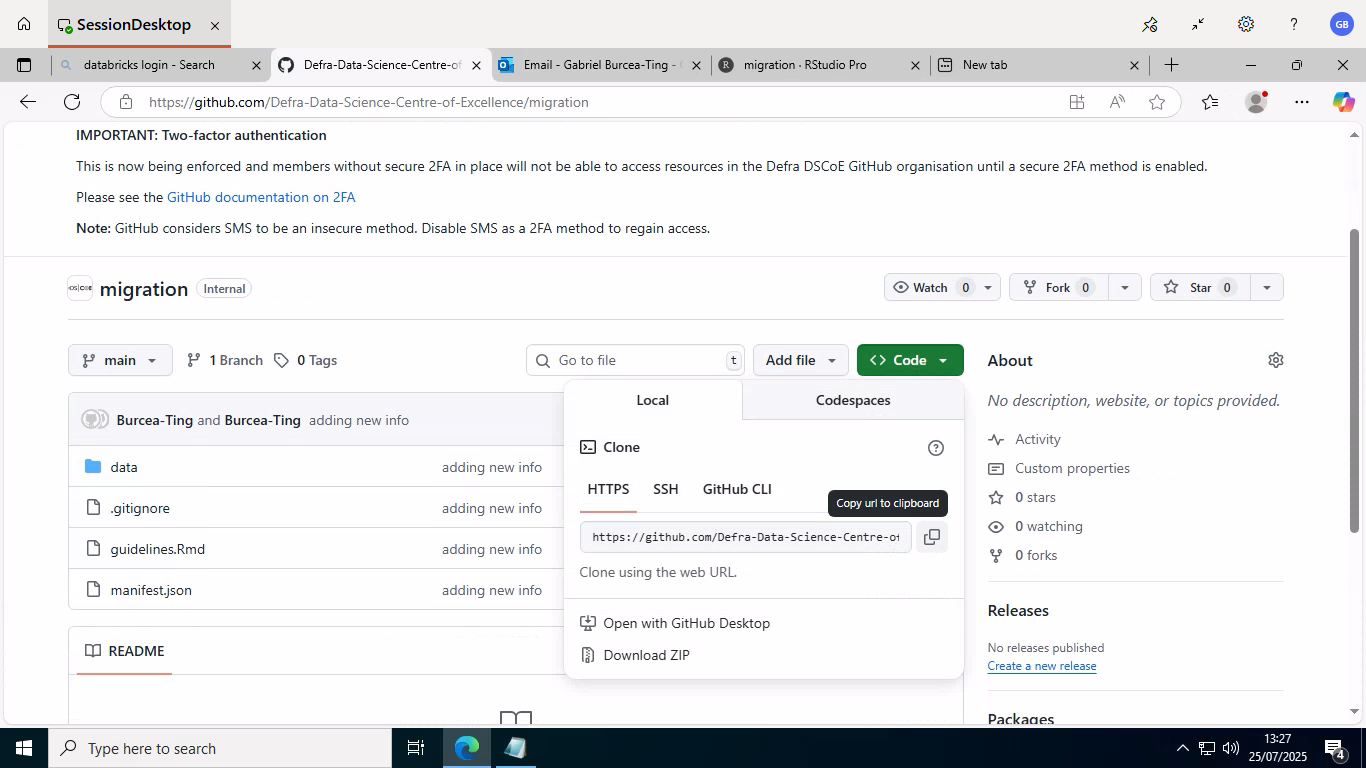 SessionDesktop
GB
databricks login - Search
Defra-Data-Science-Centre-of
Email - Gabriel Burcea-Ting -
migration · RStudio Pro
New tab
https://github.com/Defra-Data-Science-Centre-of-Excellence/migration
IMPORTANT: Two-factor authentication
This is now being enforced and members without secure 2FA in place will not be able to access resources in the Defra DSCoE GitHub organisation until a secure 2FA method is enabled.
Please see the GitHub documentation on 2FA
Note: GitHub considers SMS to be an insecure method. Disable SMS as a 2FA method to regain access.
migration Internal
Watch 0
Fork 0
Star 0
main
1 Branch
0 Tags
Go to file t
Add file
Code
About
No description, website, or topics provided.
Local
Codespaces
Burcea-Ting and Burcea-Ting adding new info
Activity
Clone
data adding new info
Custom properties
HTTPS SSH GitHub CLI
0 stars
Copy url to clipboard
.gitignore adding new info
0 watching
https://github.com/Defra-Data-Science-Centre-of
guidelines.Rmd adding new info
0 forks
Clone using the web URL.
manifest.json adding new info
Releases
Open with GitHub Desktop
README
No releases published
Download ZIP
Create a new release
Packages
Type here to search
13:27
25/07/2025
4